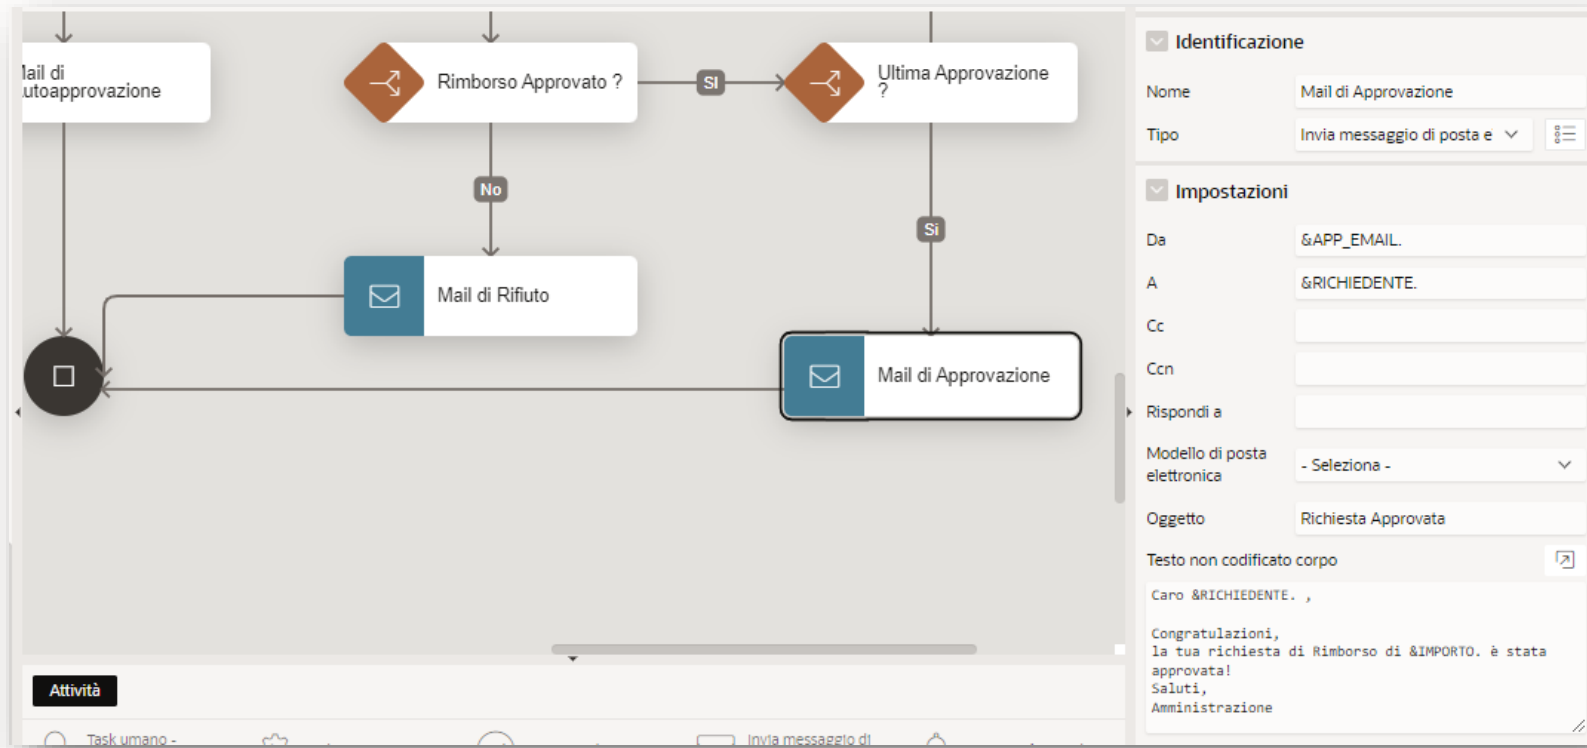 Mail di
utoapprovazione
Rimborso Approvato ?
SI
Ultima Approvazione
?
No
Si
Mail di Rifiuto
Mail di Approvazione
Attività
Task umano -
Invia messaggio di
Identificazione
Nome
Mail di Approvazione
Tipo
Invia messaggio di posta e
Impostazioni
Da
&APP_EMAIL.
A
&RICHIEDENTE.
Cc
Ccn
Rispondi a
Modello di posta
elettronica
- Seleziona -
Oggetto
Richiesta Approvata
Testo non codificato corpo
Caro &RICHIEDENTE. ,
Congratulazioni,
la tua richiesta di Rimborso di &IMPORTO. è stata
approvata!
Saluti,
Amministrazione